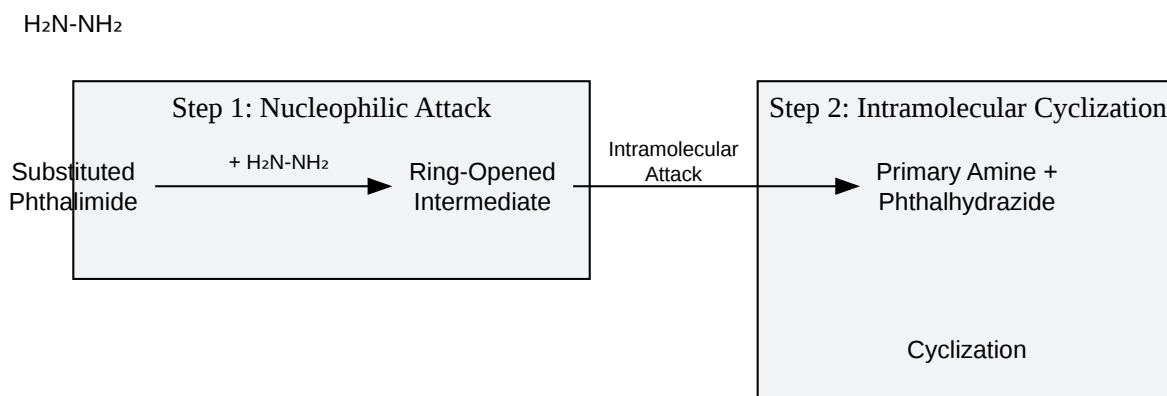 H₂N-NH₂
Step 1: Nucleophilic Attack
Substituted
Phthalimide
+ H₂N-NH₂
Ring-Opened
Intermediate
Intramolecular
Attack
Step 2: Intramolecular Cyclization
Primary Amine +
Phthalhydrazide
Cyclization